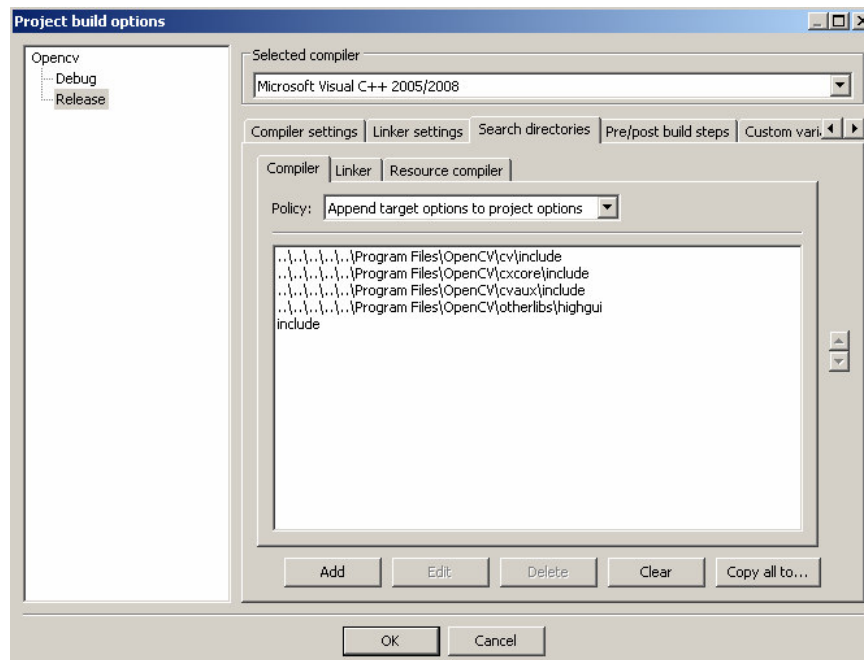 Project build options
Opencv
Debug
Release
Selected compiler
Microsoft Visual C++ 2005/2008
Compiler settings Linker settings Search directories Pre/post build steps Custom vari
Compiler Linker Resource compiler
Policy: Append target options to project options
..\..\..\..\..\Program Files\OpenCV\cv\include
..\..\..\..\..\Program Files\OpenCV\cxcore\include
..\..\..\..\..\Program Files\OpenCV\cvaux\include
..\..\..\..\..\Program Files\OpenCV\otherlibs\highgui
include
Add Edit Delete Clear Copy all to...
OK Cancel